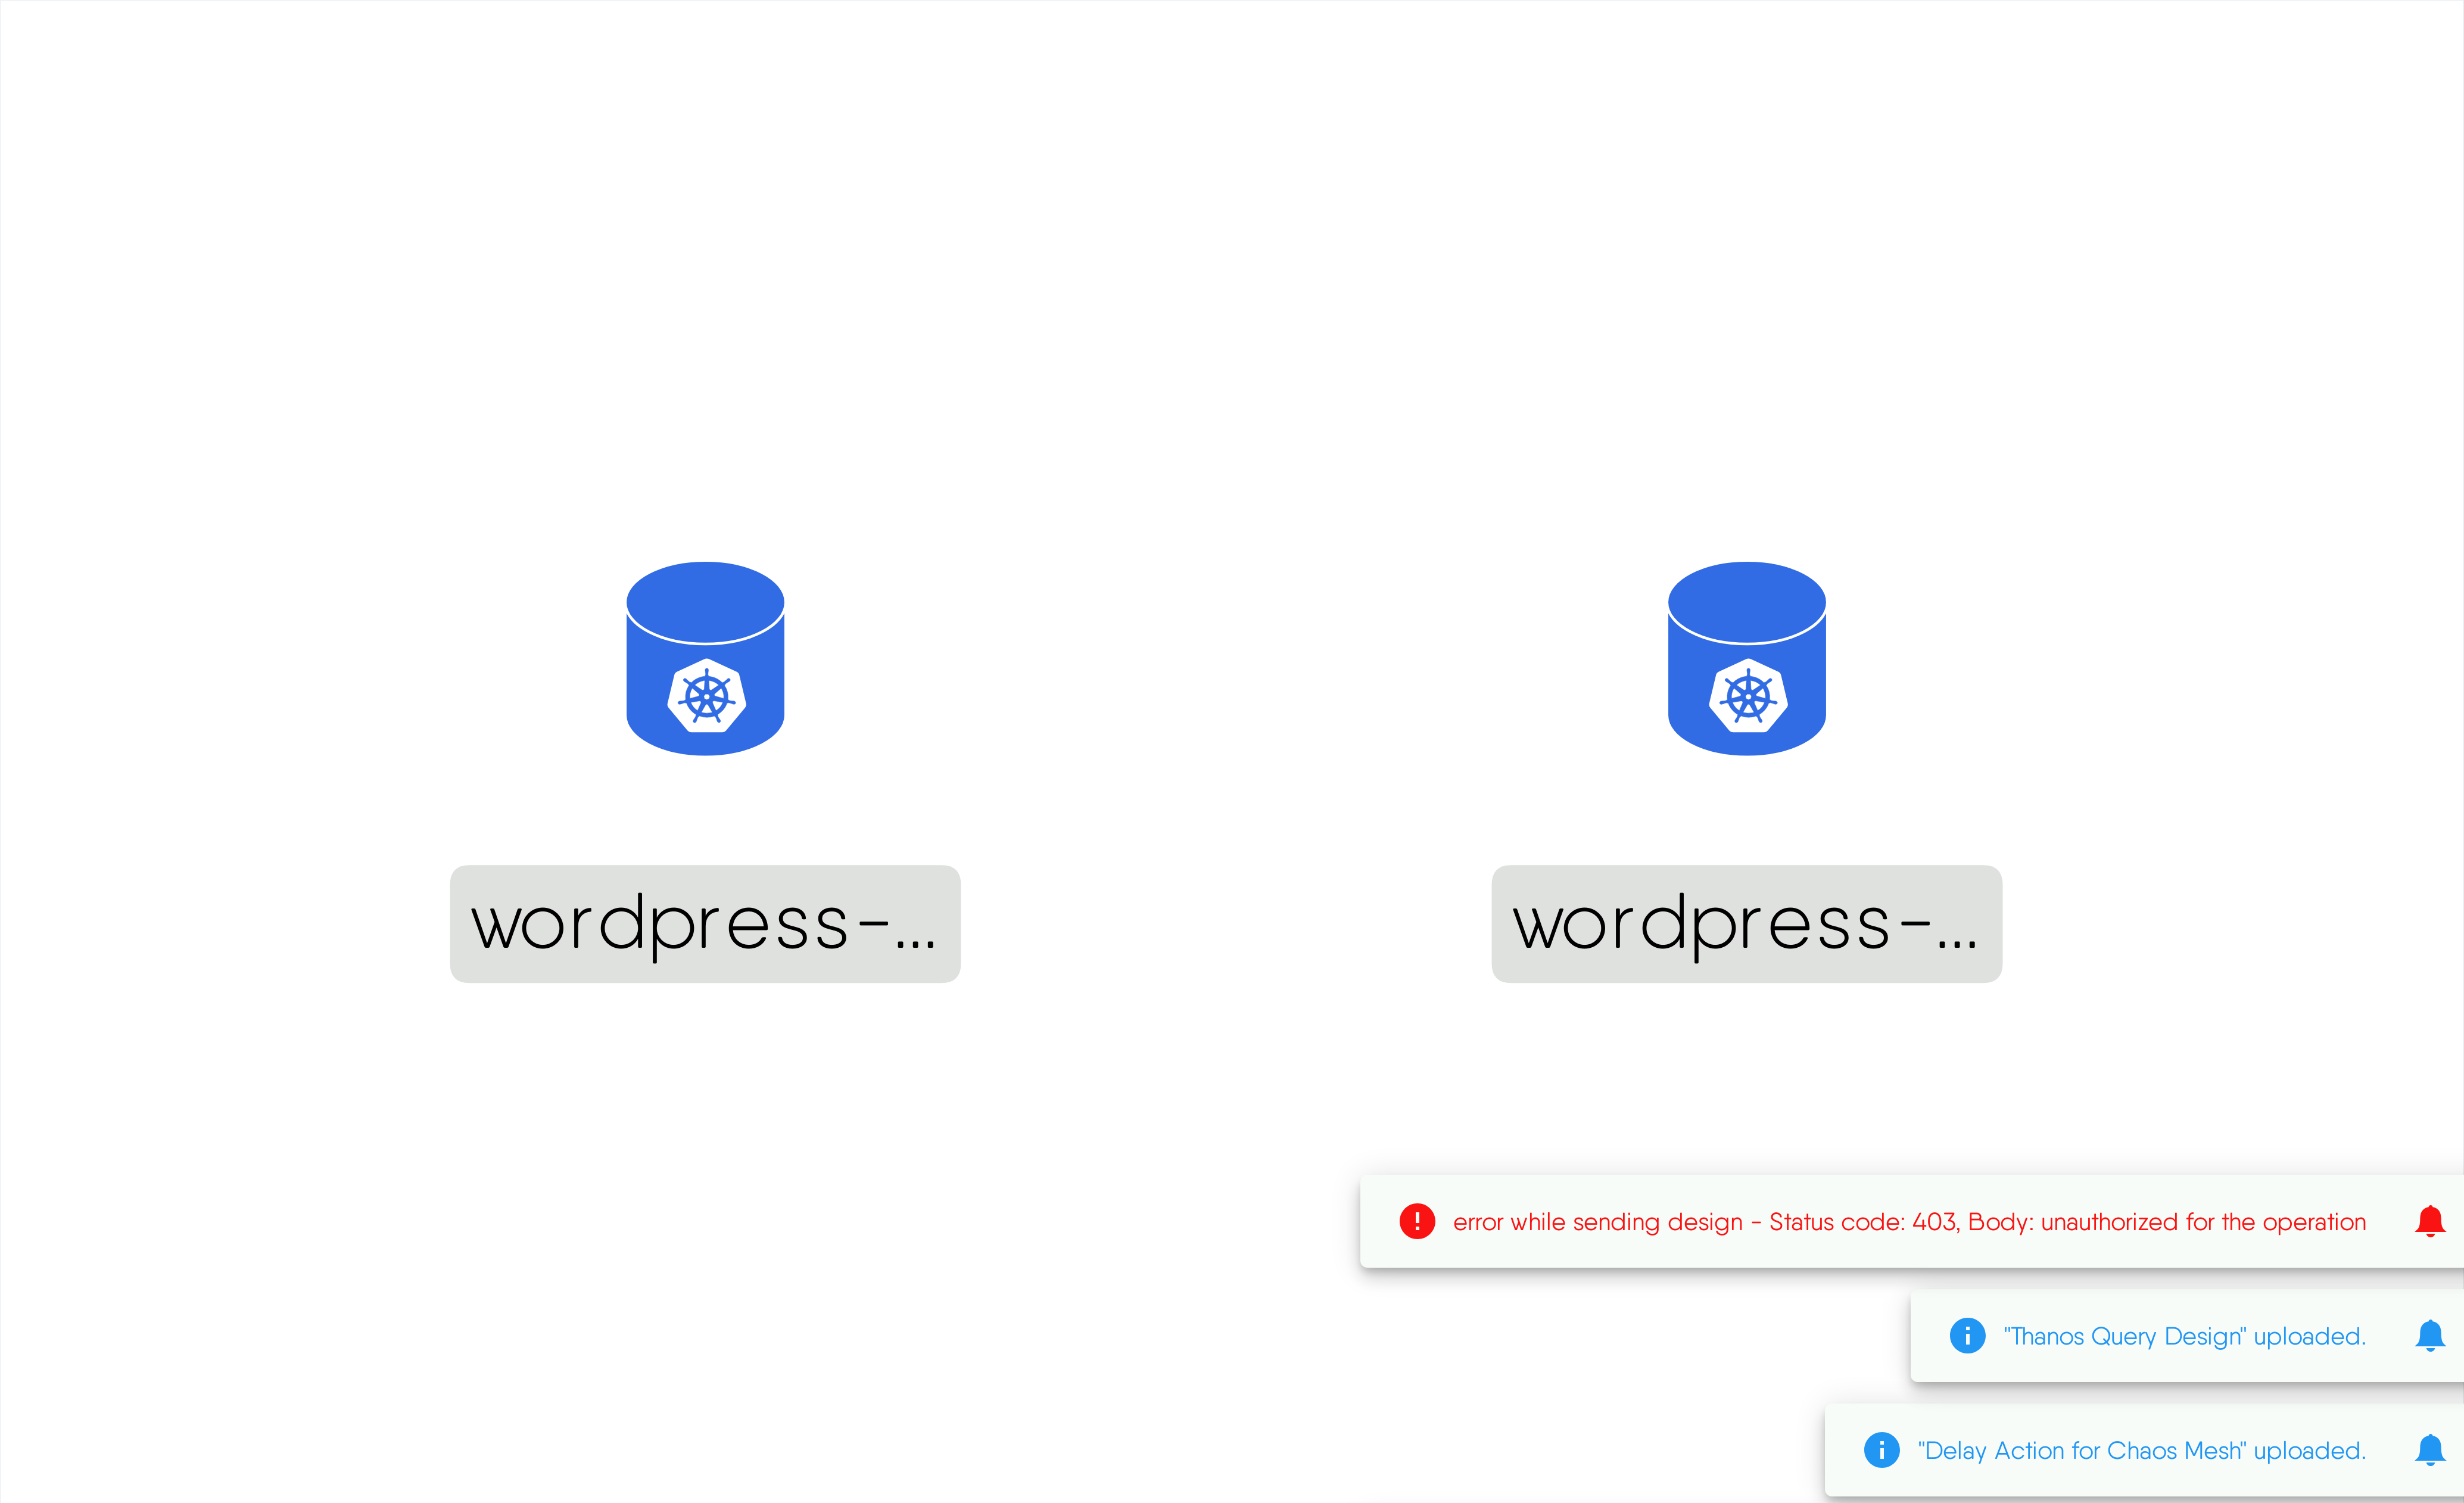 wordpress-...
wordpress-...
error while sending design - Status code: 403, Body: unauthorized for the operation
"Thanos Query Design" uploaded.
"Delay Action for Chaos Mesh" uploaded.